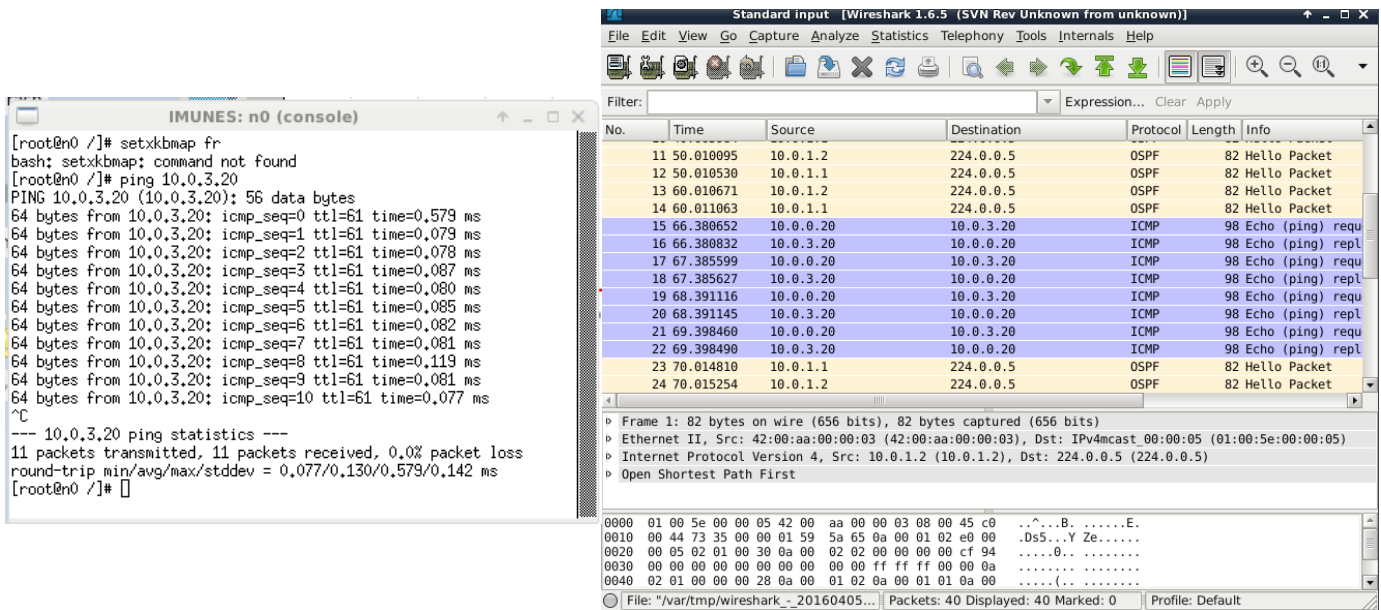 IMUNES: n0 (console)
[root@n0 /]# setxkbmap fr
bash: setxkbmap: command not found
[root@n0 /]# ping 10.0.3.20
PING 10.0.3.20 (10.0.3.20): 56 data bytes
64 bytes from 10.0.3.20: icmp_seq=0 ttl=61 time=0.579 ms
64 bytes from 10.0.3.20: icmp_seq=1 ttl=61 time=0.079 ms
64 bytes from 10.0.3.20: icmp_seq=2 ttl=61 time=0.078 ms
64 bytes from 10.0.3.20: icmp_seq=3 ttl=61 time=0.087 ms
64 bytes from 10.0.3.20: icmp_seq=4 ttl=61 time=0.080 ms
64 bytes from 10.0.3.20: icmp_seq=5 ttl=61 time=0.085 ms
64 bytes from 10.0.3.20: icmp_seq=6 ttl=61 time=0.082 ms
64 bytes from 10.0.3.20: icmp_seq=7 ttl=61 time=0.081 ms
64 bytes from 10.0.3.20: icmp_seq=8 ttl=61 time=0.119 ms
64 bytes from 10.0.3.20: icmp_seq=9 ttl=61 time=0.081 ms
64 bytes from 10.0.3.20: icmp_seq=10 ttl=61 time=0.077 ms
^C
--- 10.0.3.20 ping statistics ---
11 packets transmitted, 11 packets received, 0.0% packet loss
round-trip min/avg/max/stddev = 0.077/0.130/0.579/0.142 ms
[root@n0 /]#
Standard input [Wireshark 1.6.5 (SVN Rev Unknown from unknown)]
File Edit View Go Capture Analyze Statistics Telephony Tools Internals Help
Filter: Expression... Clear Apply
No. Time Source Destination Protocol Length Info
11 50.010095 10.0.1.2 224.0.0.5 OSPF 82 Hello Packet
12 50.010530 10.0.1.1 224.0.0.5 OSPF 82 Hello Packet
13 60.010671 10.0.1.2 224.0.0.5 OSPF 82 Hello Packet
14 60.011063 10.0.1.1 224.0.0.5 OSPF 82 Hello Packet
15 66.380652 10.0.0.20 10.0.3.20 ICMP 98 Echo (ping) requ
16 66.380832 10.0.3.20 10.0.0.20 ICMP 98 Echo (ping) repl
17 67.385599 10.0.0.20 10.0.3.20 ICMP 98 Echo (ping) requ
18 67.385627 10.0.3.20 10.0.0.20 ICMP 98 Echo (ping) repl
19 68.391116 10.0.0.20 10.0.3.20 ICMP 98 Echo (ping) requ
20 68.391145 10.0.3.20 10.0.0.20 ICMP 98 Echo (ping) repl
21 69.398460 10.0.0.20 10.0.3.20 ICMP 98 Echo (ping) requ
22 69.398490 10.0.3.20 10.0.0.20 ICMP 98 Echo (ping) repl
23 70.014810 10.0.1.1 224.0.0.5 OSPF 82 Hello Packet
24 70.015254 10.0.1.2 224.0.0.5 OSPF 82 Hello Packet
Frame 1: 82 bytes on wire (656 bits), 82 bytes captured (656 bits)
Ethernet II, Src: 42:00:aa:00:00:03 (42:00:aa:00:00:03), Dst: IPv4mcast_00:00:05 (01:00:5e:00:00:05)
Internet Protocol Version 4, Src: 10.0.1.2 (10.0.1.2), Dst: 224.0.0.5 (224.0.0.5)
Open Shortest Path First
0000 01 00 5e 00 00 05 42 00 aa 00 00 03 08 00 45 c0 ..^...B. ......E.
0010 00 44 73 35 00 00 01 59 5a 65 0a 00 01 02 e0 00 .Ds5...Y Ze......
0020 00 05 02 01 00 30 0a 00 02 02 00 00 00 00 cf 94 .....0.. ........
0030 00 00 00 00 00 00 00 00 00 00 ff ff ff 00 00 0a ........ ........
0040 02 01 00 00 00 28 0a 00 01 02 0a 00 01 01 0a 00 .....(.. ........
File: "/var/tmp/wireshark_-_20160405... Packets: 40 Displayed: 40 Marked: 0 Profile: Default